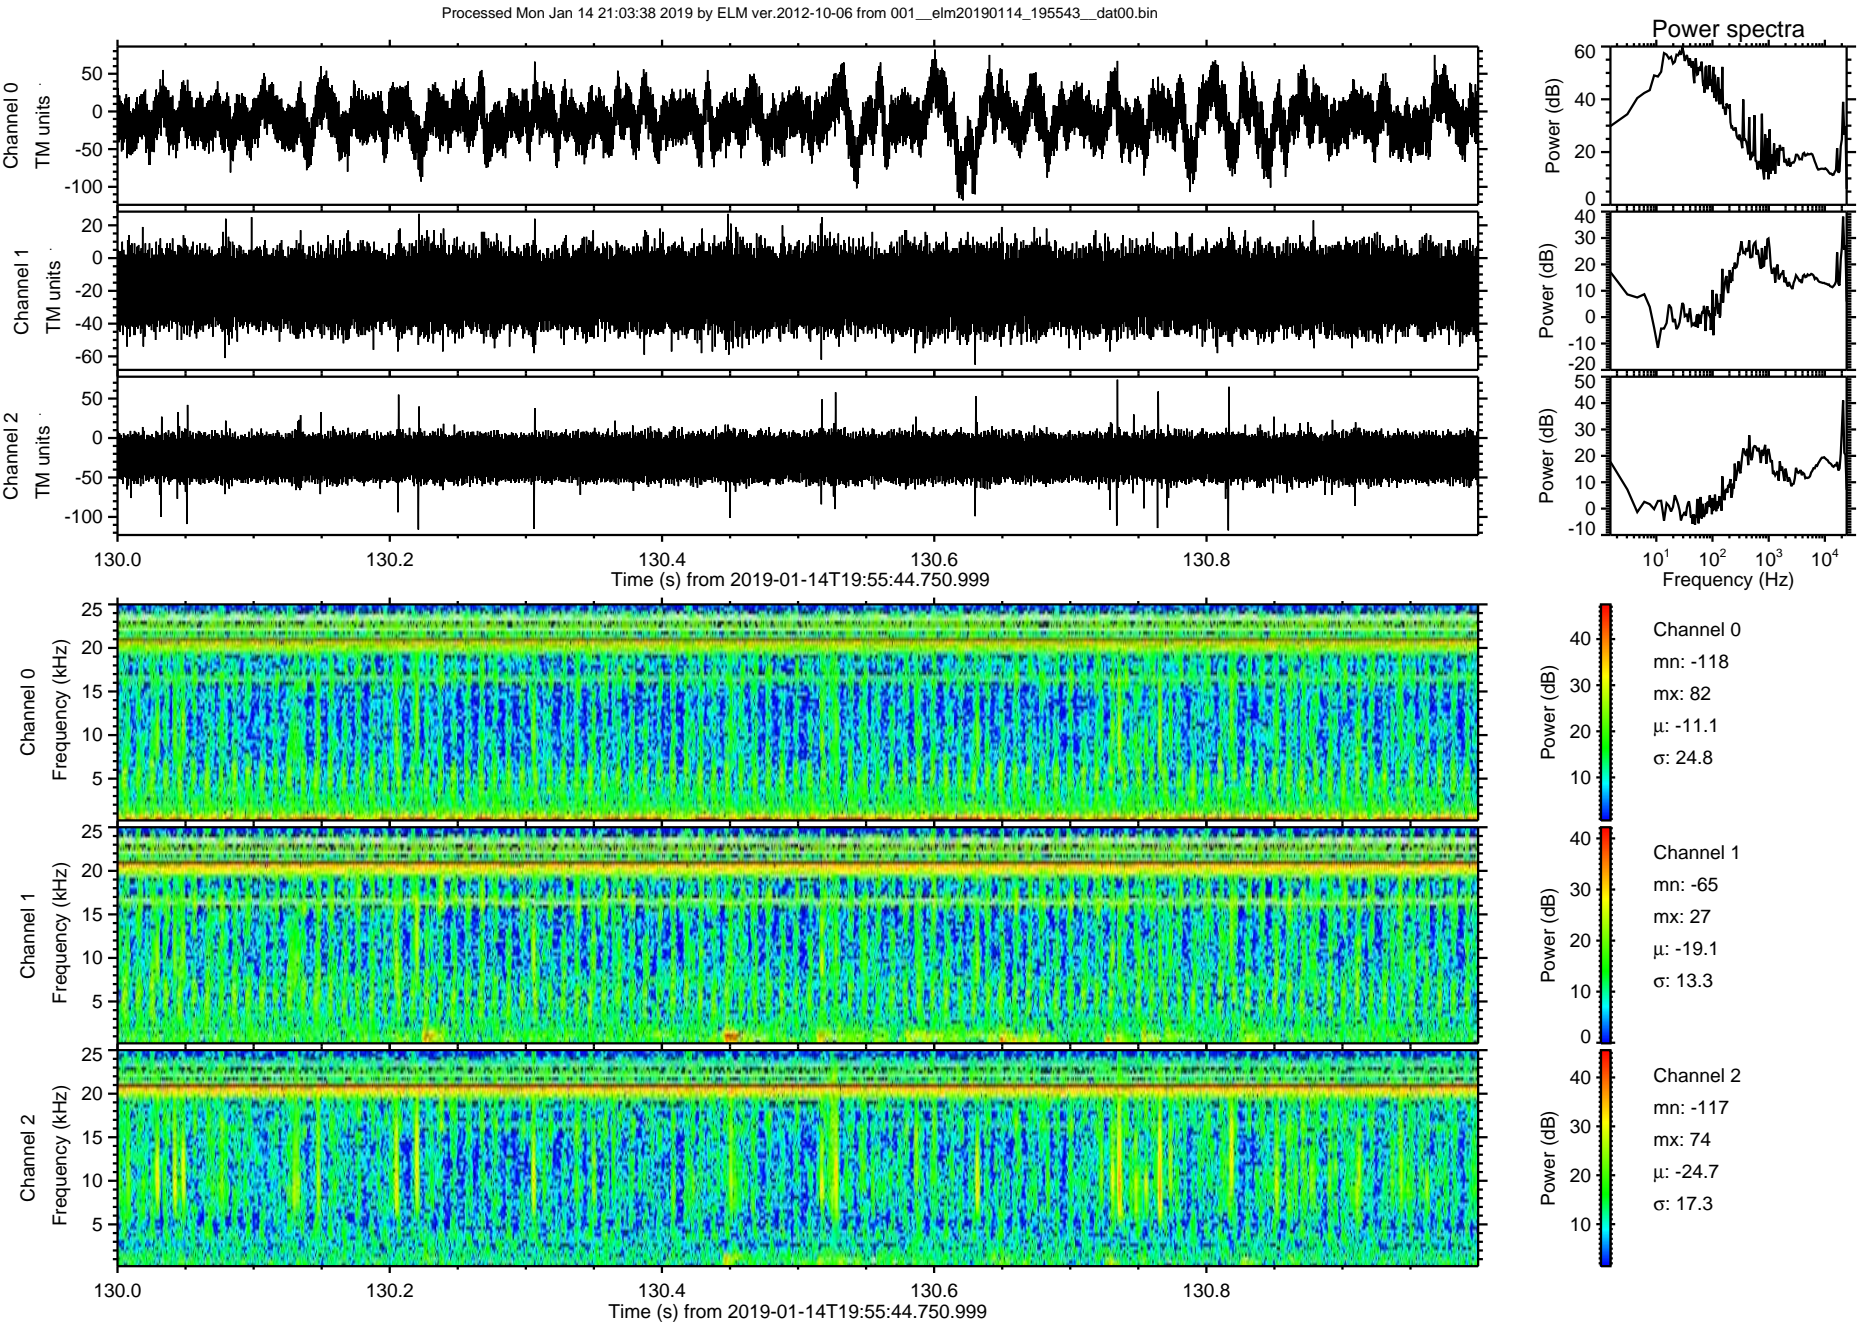 Processed Mon Jan 14 21:03:38 2019 by ELM ver.2012-10-06 from 001__elm20190114_195543__dat00.bin
Power spectra
Channel 0
TM units
50
0
-50
-100
Power (dB)
60
40
20
0
Channel 1
TM units
20
0
-20
-40
-60
Power (dB)
40
30
20
10
0
-10
-20
Channel 2
TM units
50
0
-50
-100
Power (dB)
50
40
30
20
10
0
-10
130.0 130.2 130.4 130.6 130.8
Time (s) from 2019-01-14T19:55:44.750.999
10^1 10^2 10^3 10^4
Frequency (Hz)
Channel 0
Frequency (kHz)
25
20
15
10
5
Power (dB)
40
30
20
10
Channel 0
mn: -118
mx: 82
μ: -11.1
σ: 24.8
Channel 1
Frequency (kHz)
25
20
15
10
5
Power (dB)
40
30
20
10
0
Channel 1
mn: -65
mx: 27
μ: -19.1
σ: 13.3
Channel 2
Frequency (kHz)
25
20
15
10
5
Power (dB)
40
30
20
10
Channel 2
mn: -117
mx: 74
μ: -24.7
σ: 17.3
130.0 130.2 130.4 130.6 130.8
Time (s) from 2019-01-14T19:55:44.750.999